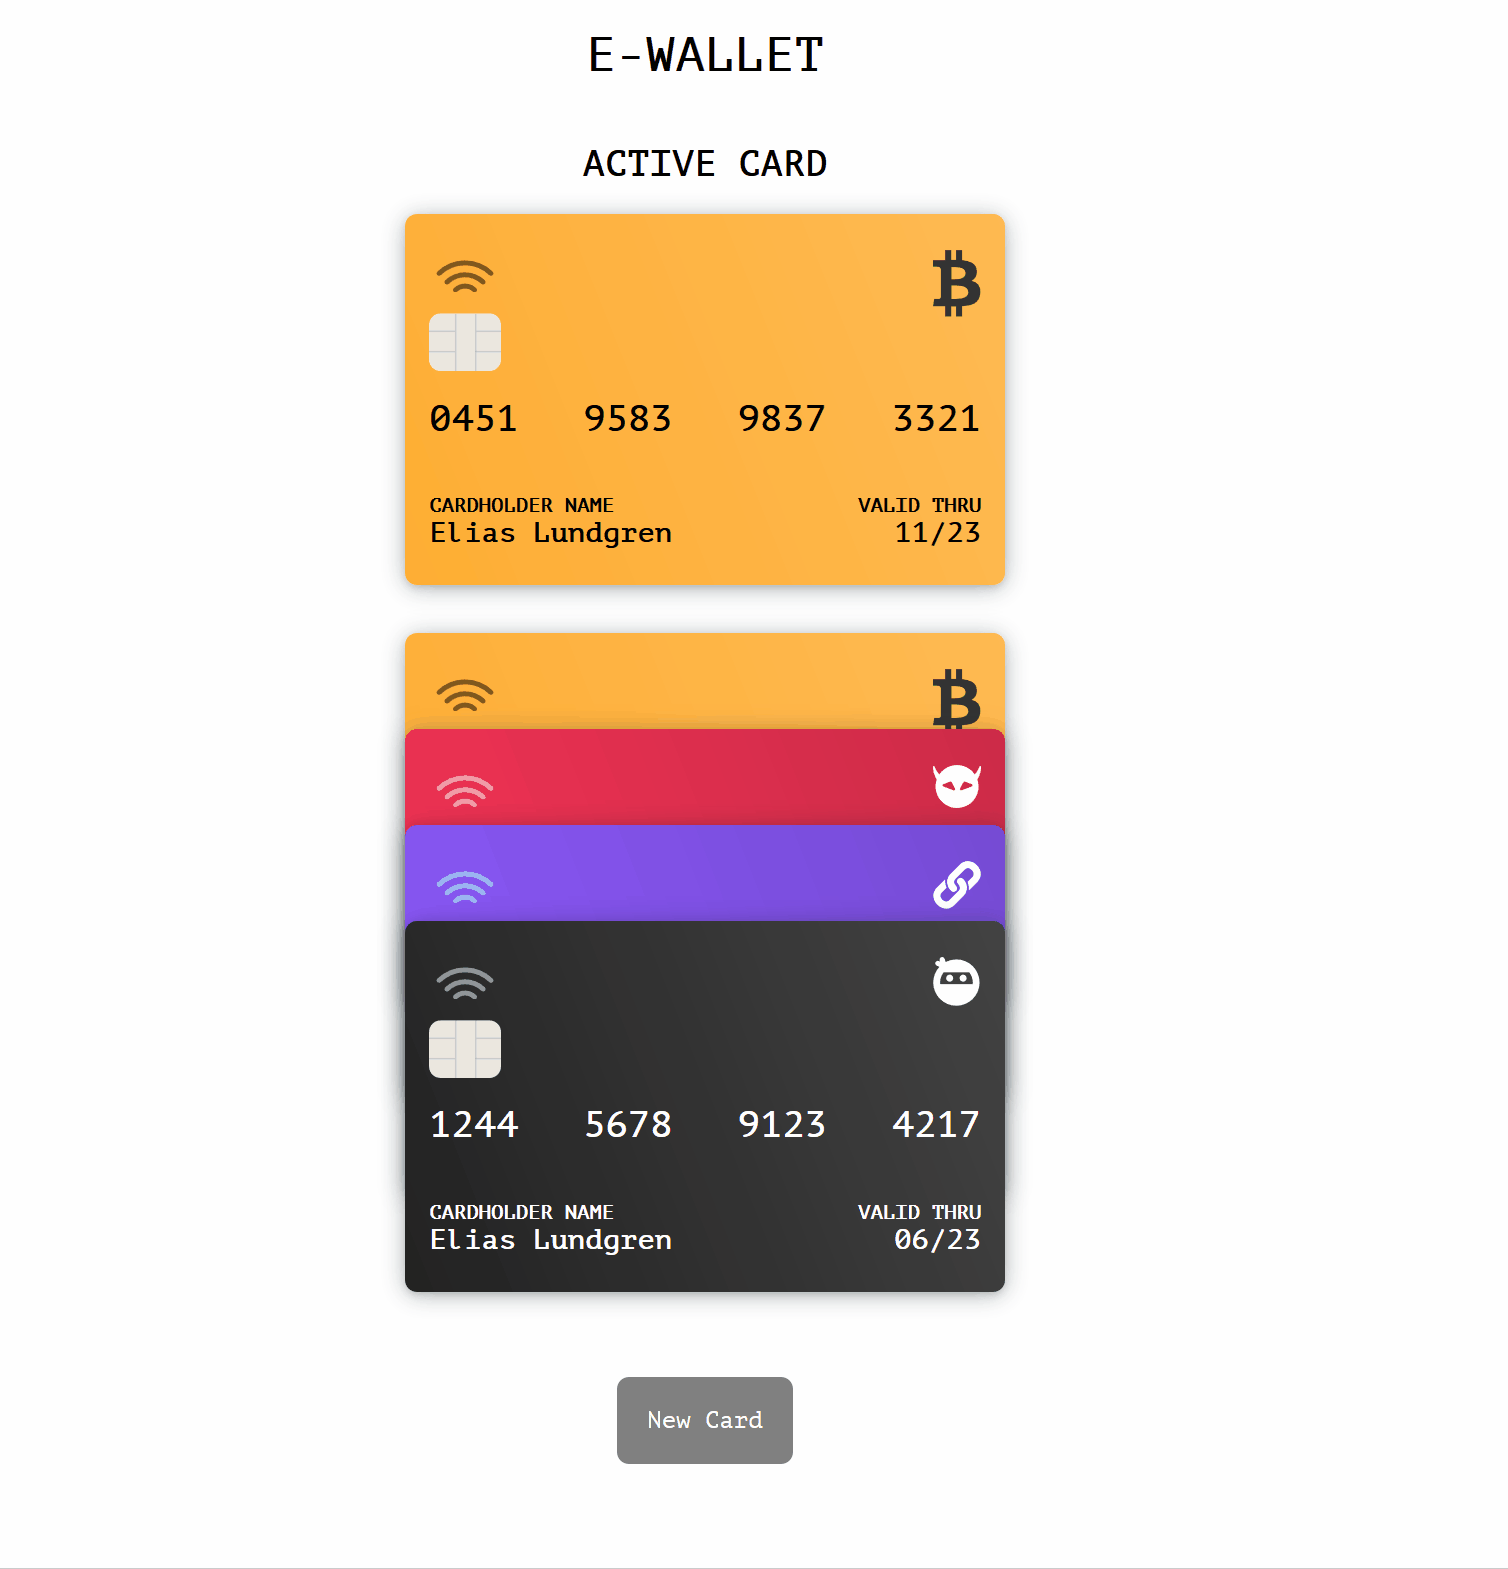 E-WALLET
ACTIVE CARD
0451 9583 9837 3321
CARDHOLDER NAME VALID THRU
Elias Lundgren 11/23
1244 5678 9123 4217
CARDHOLDER NAME VALID THRU
Elias Lundgren 06/23
New Card